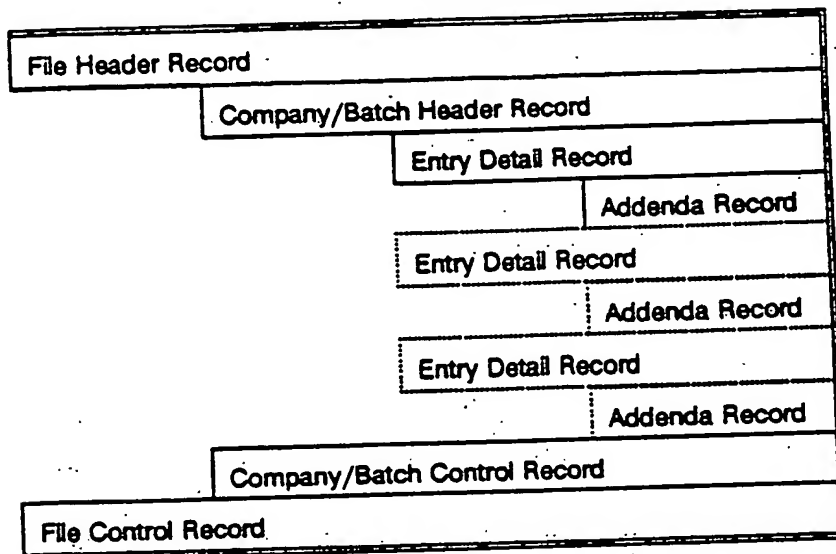 File Header Record
Company/Batch Header Record
Entry Detail Record
Addenda Record
Entry Detail Record
Addenda Record
Entry Detail Record
Addenda Record
Company/Batch Control Record
File Control Record